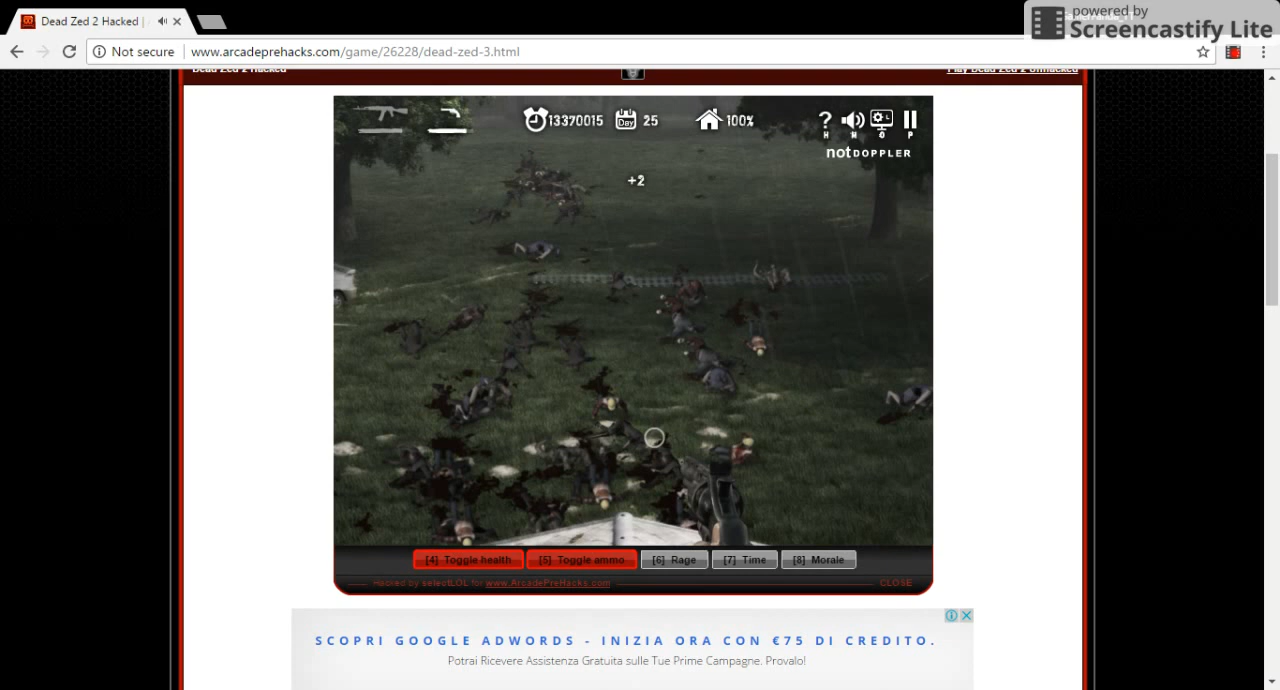 Dead Zed 2 Hacked |
powered by
Screencastify Lite
Not secure
www.arcadeprehacks.com/game/26228/dead-zed-3.html
Dead Zed 2 Hacked
Play Dead Zed 2 Unhacked
13370015
Day
25
100%
?
H
N
O
P
notDOPPLER
+2
[4] Toggle health
[5] Toggle ammo
[6] Rage
[7] Time
[8] Morale
Hacked by selectLOL for www.ArcadePreHacks.com
CLOSE
SCOPRI GOOGLE ADWORDS - INIZIA ORA CON €75 DI CREDITO.
Potrai Ricevere Assistenza Gratuita sulle Tue Prime Campagne. Provalo!